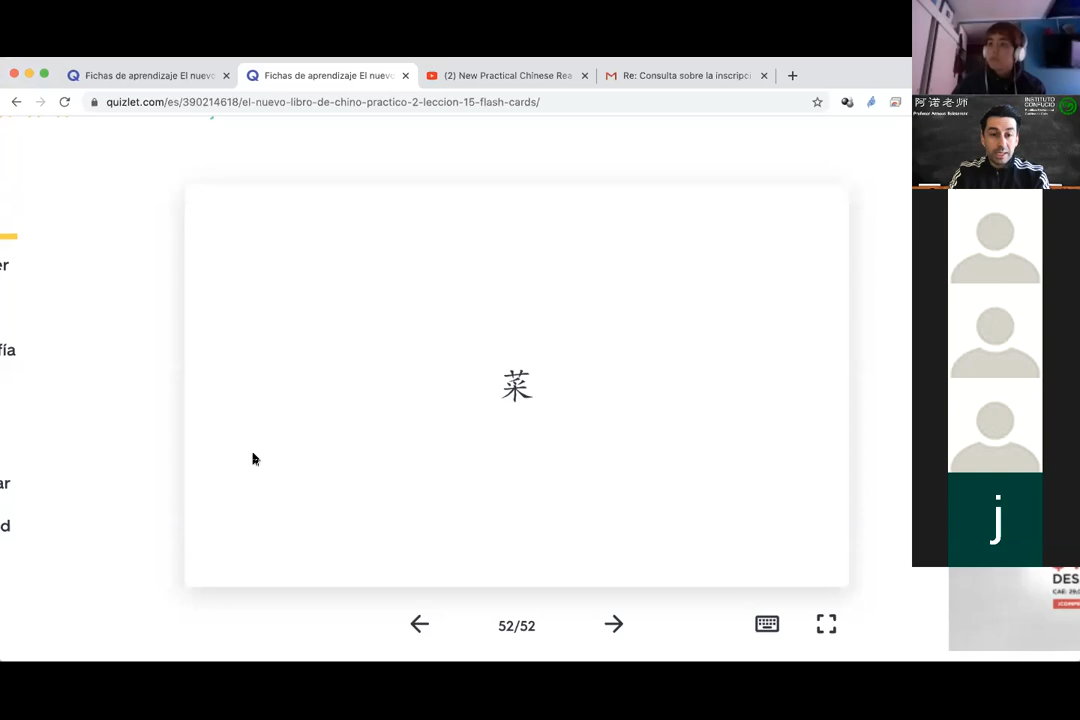 Fichas de aprendizaje El nuevo
Fichas de aprendizaje El nuevo
(2) New Practical Chinese Rea
Re: Consulta sobre la inscripci
quizlet.com/es/390214618/el-nuevo-libro-de-chino-practico-2-leccion-15-flash-cards/
er
fía
ar
d
菜
52/52
阿诺老师
INSTITUTO
CONFUCIO
j
DES